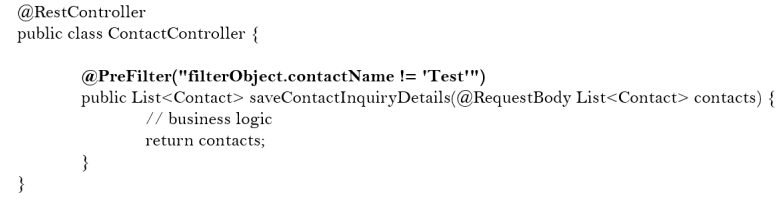 @RestController
public class ContactController {
@PreFilter("filterObject.contactName != 'Test'")
public List<Contact> saveContactInquiryDetails(@RequestBody List<Contact> contacts) {
// business logic
return contacts;
}
}